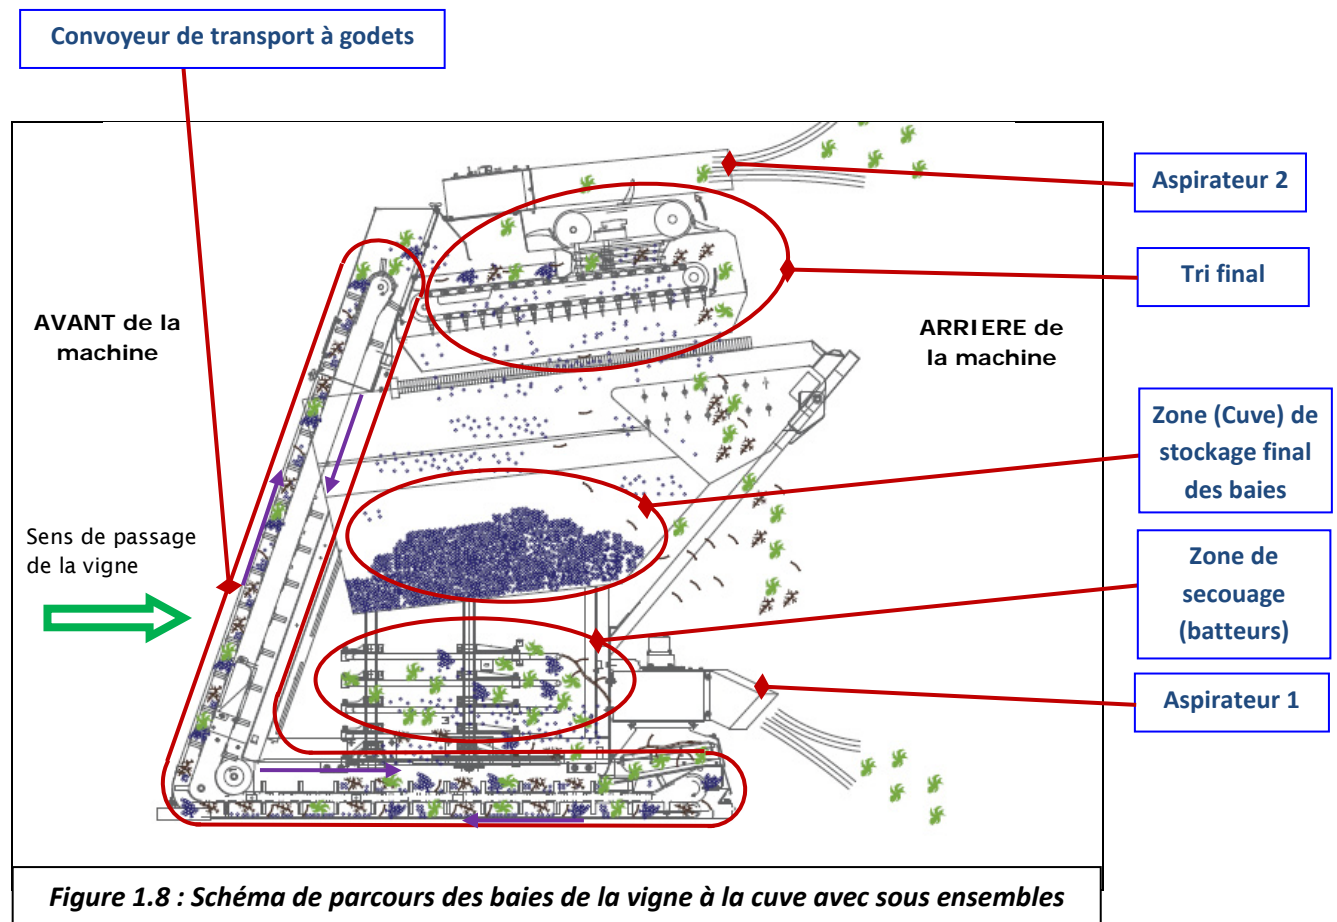 Convoyeur de transport à godets
Aspirateur 2
Tri final
AVANT de la
machine
ARRIERE de
la machine
Zone (Cuve) de
stockage final
des baies
Sens de passage
de la vigne
Zone de
secouage
(batteurs)
Aspirateur 1
Figure 1.8 : Schéma de parcours des baies de la vigne à la cuve avec sous ensembles